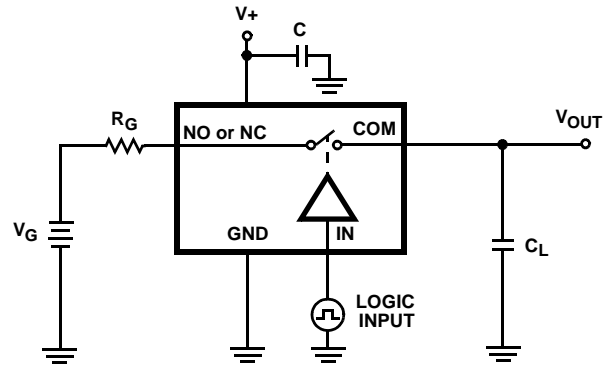 V+
C
RG
NO or NC
COM
VOUT
VG
GND
IN
CL
LOGIC
INPUT